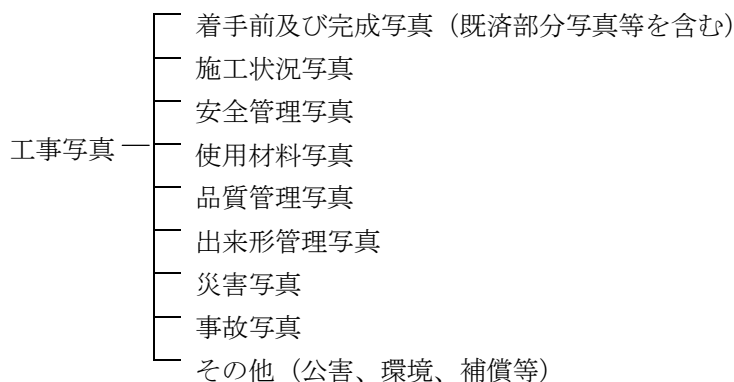 着手前及び完成写真（既済部分写真等を含む）
施工状況写真
安全管理写真
工事写真
使用材料写真
品質管理写真
出来形管理写真
災害写真
事故写真
その他（公害、環境、補償等）